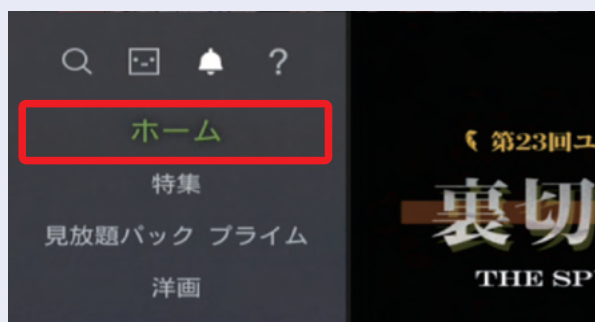 ?
ホーム
特集
見放題パック プライム
洋画
第23回ユ
裏切
THE SP